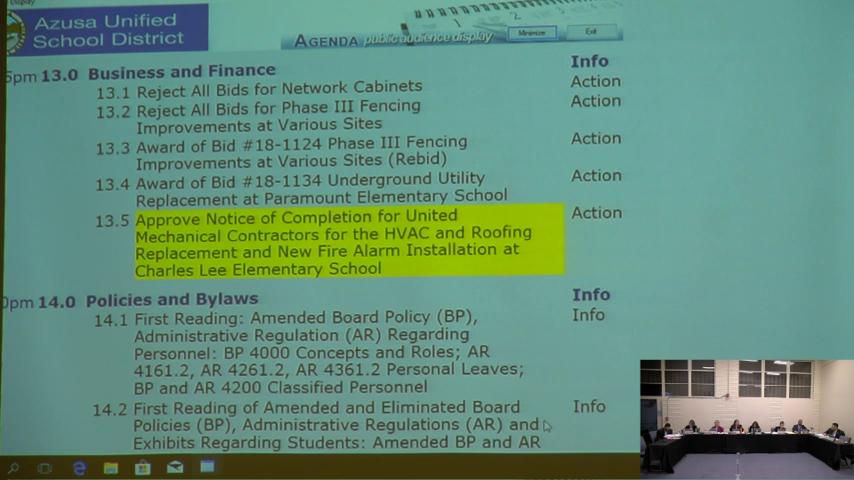 Display
Azusa Unified
School District
1 2
AGENDA public audience display
Minimize Exit
5pm 13.0 Business and Finance Info
13.1 Reject All Bids for Network Cabinets Action
13.2 Reject All Bids for Phase III Fencing Action
Improvements at Various Sites
13.3 Award of Bid #18-1124 Phase III Fencing Action
Improvements at Various Sites (Rebid)
13.4 Award of Bid #18-1134 Underground Utility Action
Replacement at Paramount Elementary School
13.5 Approve Notice of Completion for United Action
Mechanical Contractors for the HVAC and Roofing
Replacement and New Fire Alarm Installation at
Charles Lee Elementary School
0pm 14.0 Policies and Bylaws Info
14.1 First Reading: Amended Board Policy (BP), Info
Administrative Regulation (AR) Regarding
Personnel: BP 4000 Concepts and Roles; AR
4161.2, AR 4261.2, AR 4361.2 Personal Leaves;
BP and AR 4200 Classified Personnel
14.2 First Reading of Amended and Eliminated Board Info
Policies (BP), Administrative Regulations (AR) and
Exhibits Regarding Students: Amended BP and AR